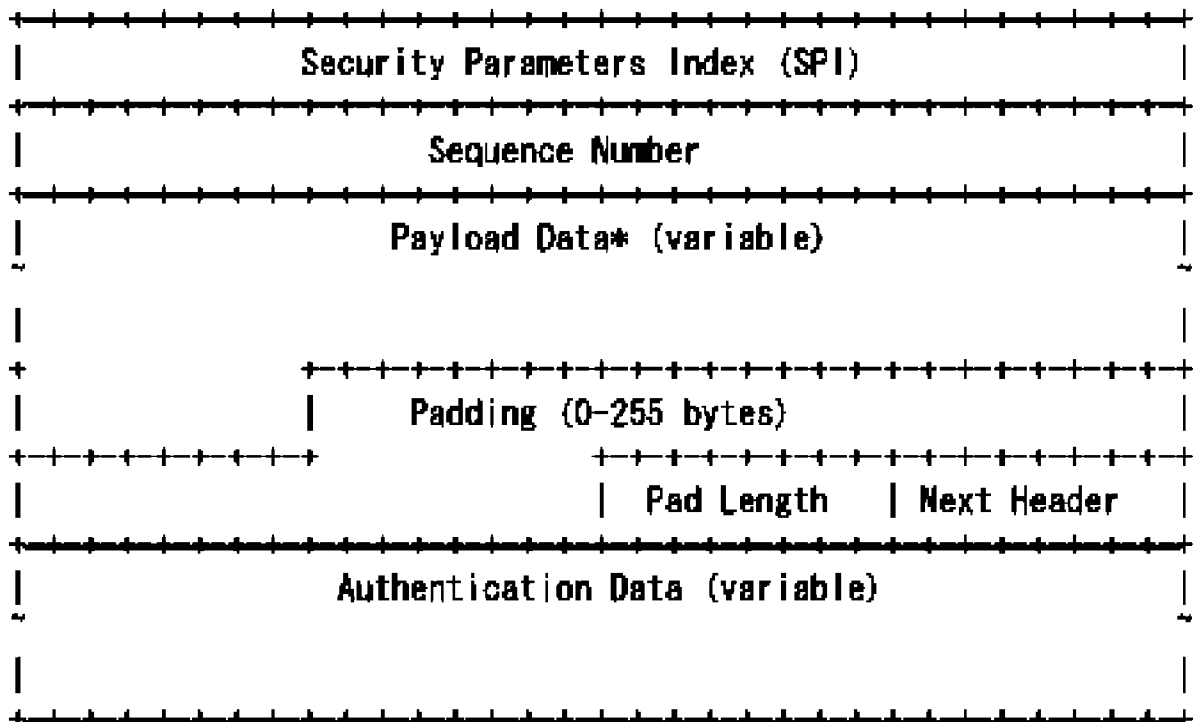 Security Parameters Index (SPI)
Sequence Number
Payload Data* (variable)
Padding (0-255 bytes)
Pad Length | Next Header
Authentication Data (variable)